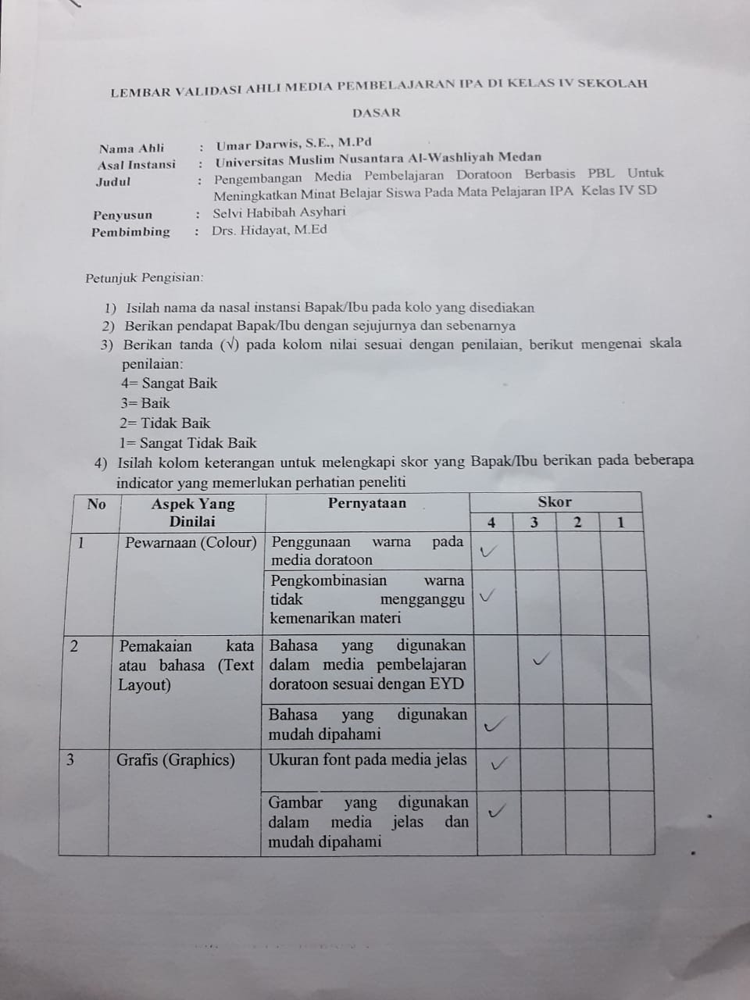 LEMBAR VALIDASI AHLI MEDIA PEMBELAJARAN IPA DI KELAS IV SEKOLAH
DASAR
Nama Ahli : Umar Darwis, S.E., M.Pd
Asal Instansi : Universitas Muslim Nusantara Al-Washliyah Medan
Judul : Pengembangan Media Pembelajaran Doratoon Berbasis PBL Untuk
Meningkatkan Minat Belajar Siswa Pada Mata Pelajaran IPA Kelas IV SD
Penyusun : Selvi Habibah Asyhari
Pembimbing : Drs. Hidayat, M.Ed
Petunjuk Pengisian:
1) Isilah nama da nasal instansi Bapak/Ibu pada kolo yang disediakan
2) Berikan pendapat Bapak/Ibu dengan sejujurnya dan sebenarnya
3) Berikan tanda (√) pada kolom nilai sesuai dengan penilaian, berikut mengenai skala
penilaian:
4= Sangat Baik
3= Baik
2= Tidak Baik
1= Sangat Tidak Baik
4) Isilah kolom keterangan untuk melengkapi skor yang Bapak/Ibu berikan pada beberapa
indicator yang memerlukan perhatian peneliti
No Aspek Yang Pernyataan Skor
Dinilai 4 3 2 1
1 Pewarnaan (Colour) Penggunaan warna pada ✓
media doratoon
Pengkombinasian warna
tidak mengganggu ✓
kemenarikan materi
2 Pemakaian kata Bahasa yang digunakan
atau bahasa (Text dalam media pembelajaran ✓
Layout) doratoon sesuai dengan EYD
Bahasa yang digunakan ✓
mudah dipahami
3 Grafis (Graphics) Ukuran font pada media jelas ✓
Gambar yang digunakan ✓
dalam media jelas dan
mudah dipahami